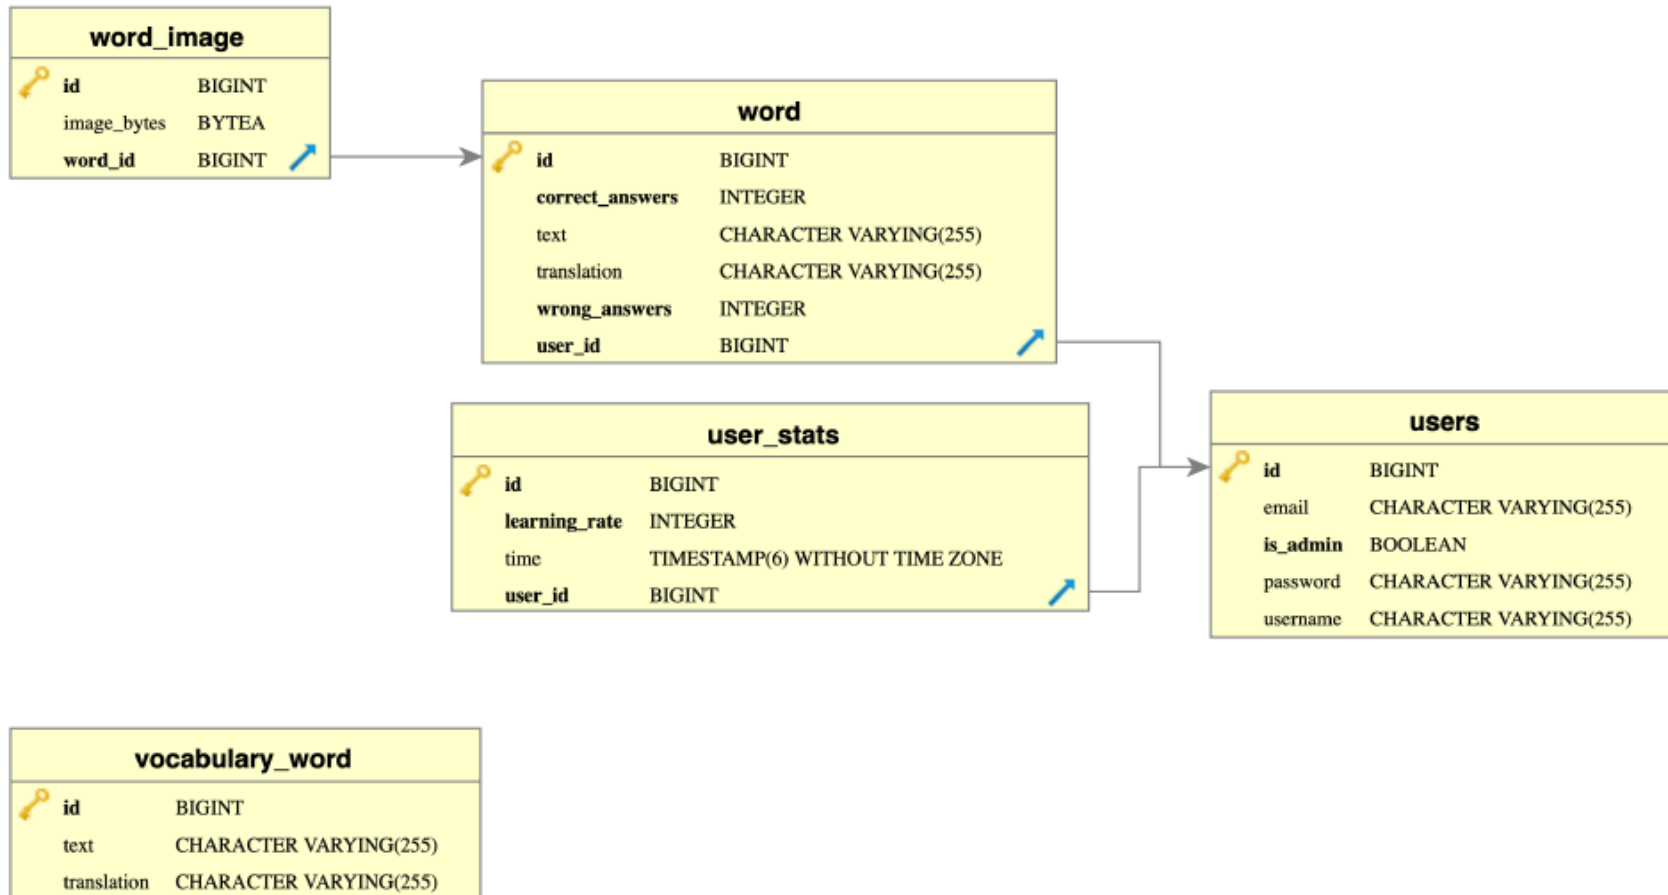 word_image
id BIGINT
image_bytes BYTEA
word_id BIGINT
word
id BIGINT
correct_answers INTEGER
text CHARACTER VARYING(255)
translation CHARACTER VARYING(255)
wrong_answers INTEGER
user_id BIGINT
user_stats
id BIGINT
learning_rate INTEGER
time TIMESTAMP(6) WITHOUT TIME ZONE
user_id BIGINT
users
id BIGINT
email CHARACTER VARYING(255)
is_admin BOOLEAN
password CHARACTER VARYING(255)
username CHARACTER VARYING(255)
vocabulary_word
id BIGINT
text CHARACTER VARYING(255)
translation CHARACTER VARYING(255)